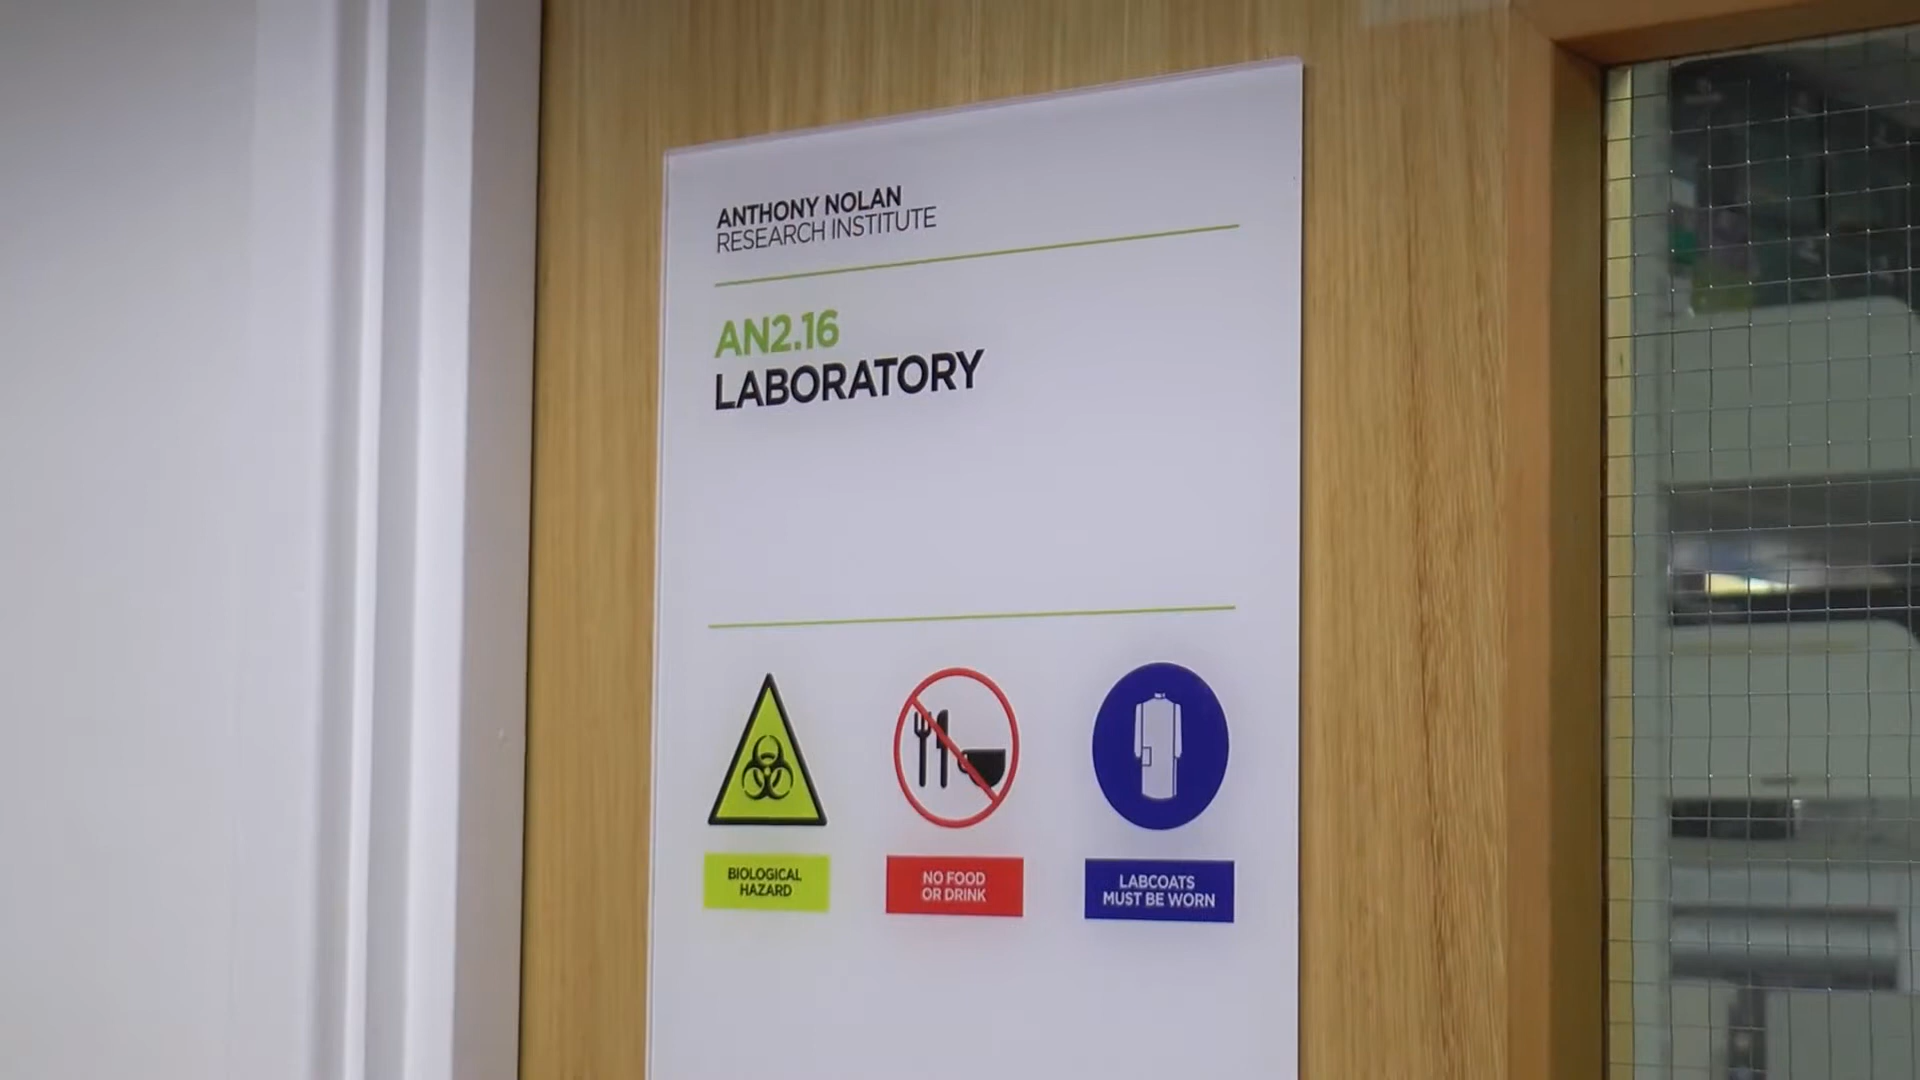 ANTHONY NOLAN
RESEARCH INSTITUTE
AN2.16
LABORATORY
BIOLOGICAL
HAZARD
NO FOOD
OR DRINK
LABCOATS
MUST BE WORN